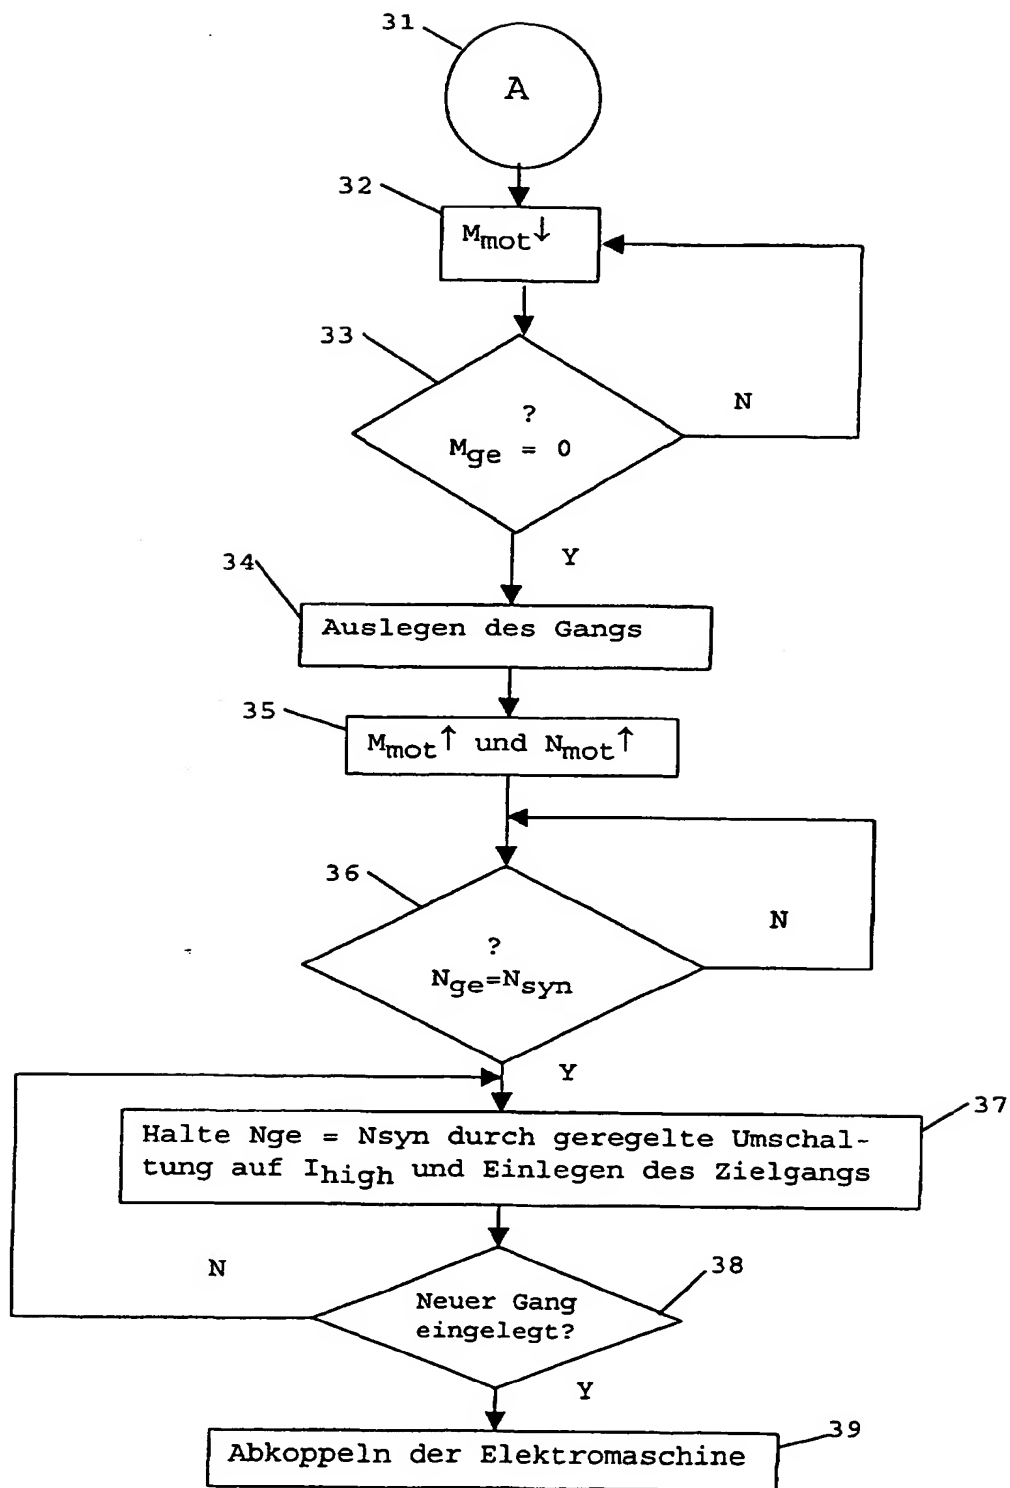 31
A
32
Mmot↓
33
?
Mge = 0
N
Y
34
Auslegen des Gangs
35
Mmot↑ und Nmot↑
36
?
Nge=Nsyn
N
Y
37
Halte Nge = Nsyn durch geregelte Umschal-
tung auf Ihigh und Einlegen des Zielgangs
N
38
Neuer Gang
eingelegt?
Y
39
Abkoppeln der Elektromaschine